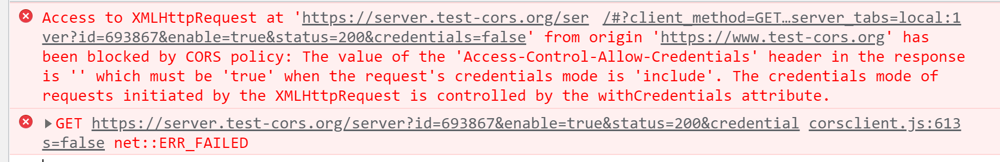 Access to XMLHttpRequest at 'https://server.test-cors.org/ser /#?client_method=GET…server_tabs=local:1
ver?id=693867&enable=true&status=200&credentials=false' from origin 'https://www.test-cors.org' has
been blocked by CORS policy: The value of the 'Access-Control-Allow-Credentials' header in the response
is '' which must be 'true' when the request's credentials mode is 'include'. The credentials mode of
requests initiated by the XMLHttpRequest is controlled by the withCredentials attribute.
GET https://server.test-cors.org/server?id=693867&enable=true&status=200&credential corsclient.js:613
s=false net::ERR_FAILED